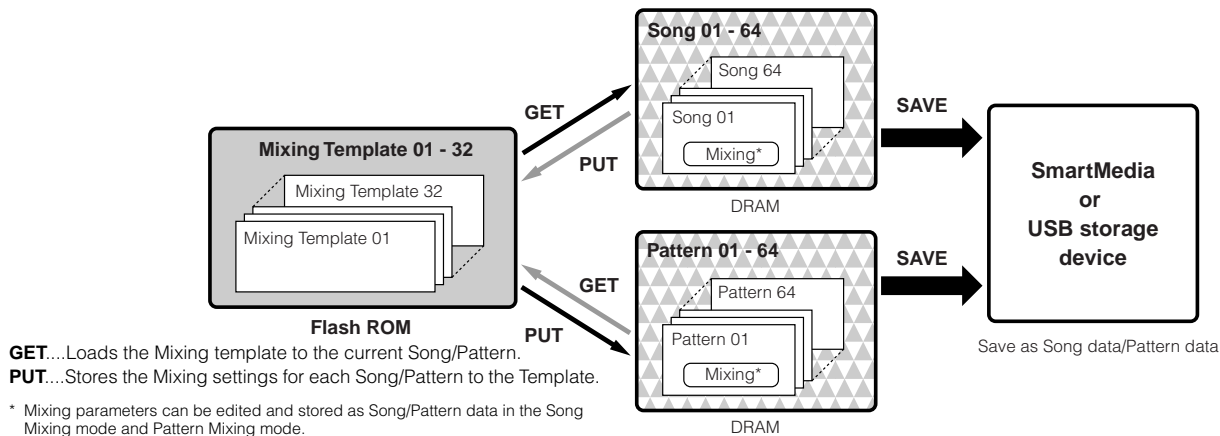 Song 01 - 64
Song 64
Song 01
Mixing*
DRAM
GET
PUT
SAVE
Mixing Template 01 - 32
Mixing Template 32
Mixing Template 01
Flash ROM
SmartMedia
or
USB storage
device
Save as Song data/Pattern data
Pattern 01 - 64
Pattern 64
Pattern 01
Mixing*
DRAM
GET
PUT
SAVE
GET....Loads the Mixing template to the current Song/Pattern.
PUT....Stores the Mixing settings for each Song/Pattern to the Template.
* Mixing parameters can be edited and stored as Song/Pattern data in the Song
Mixing mode and Pattern Mixing mode.